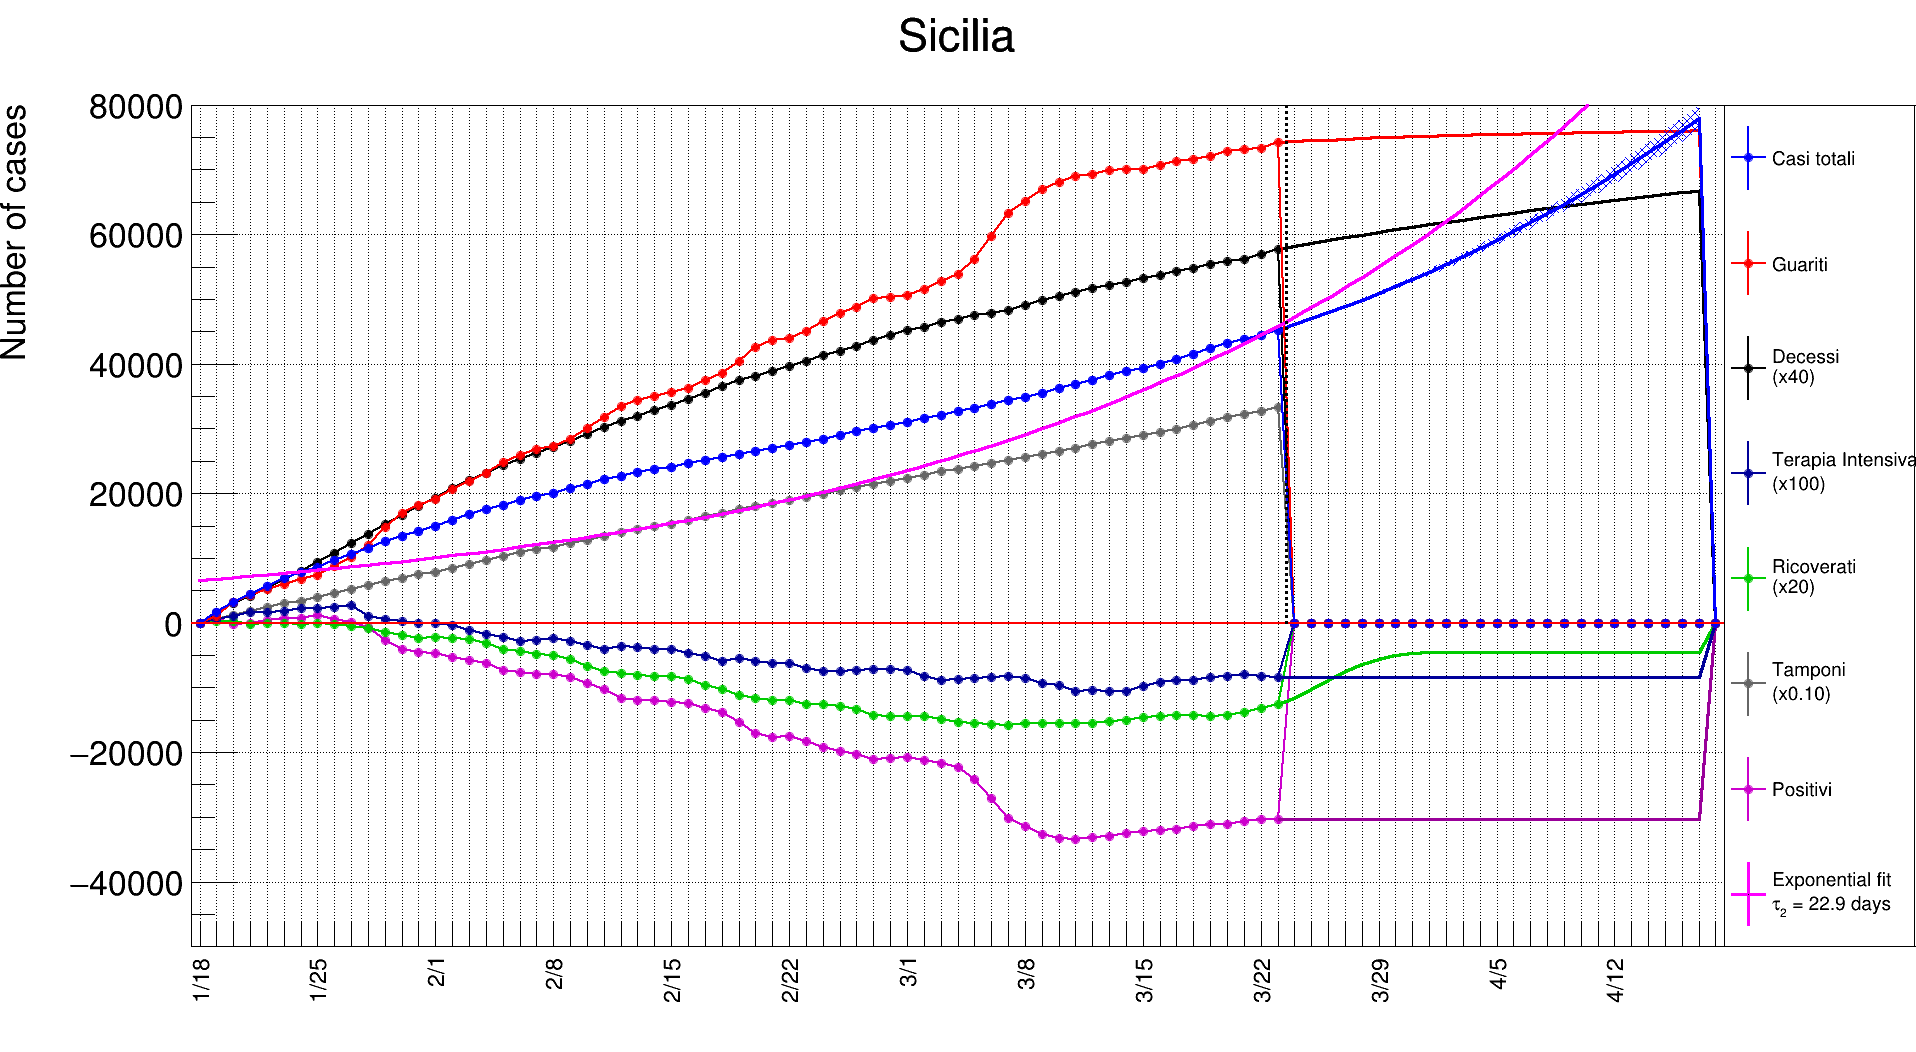 Sicilia
Number of cases
80000
60000
40000
20000
0
−20000
−40000
1/18
1/25
2/1
2/8
2/15
2/22
3/1
3/8
3/15
3/22
3/29
4/5
4/12
Casi totali
Guariti
Decessi
(x40)
Terapia Intensiva
(x100)
Ricoverati
(x20)
Tamponi
(x0.10)
Positivi
Exponential fit
τ2 = 22.9 days